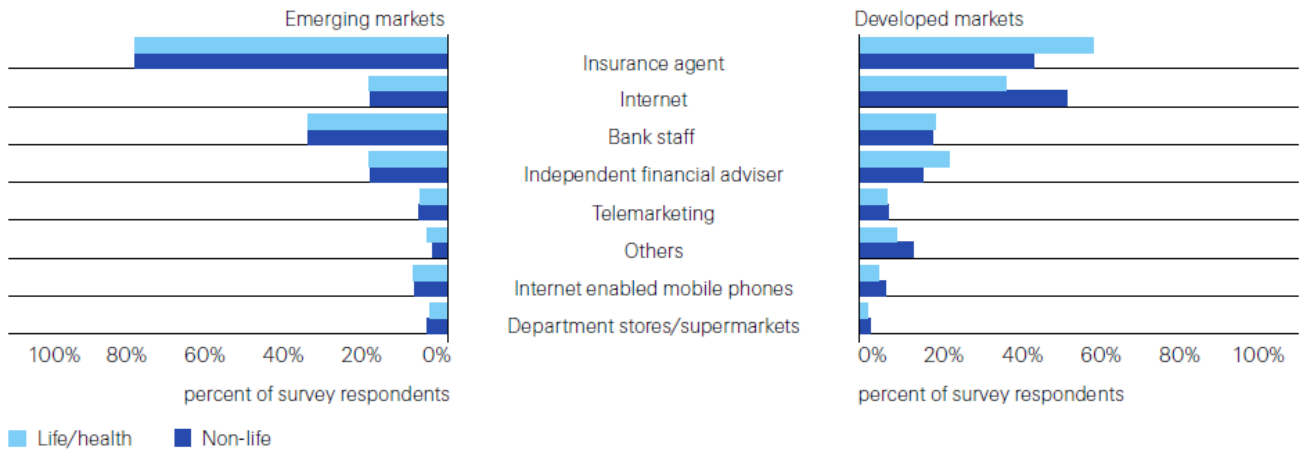 Emerging markets
Developed markets
Insurance agent
Internet
Bank staff
Independent financial adviser
Telemarketing
Others
Internet enabled mobile phones
Department stores/supermarkets
100% 80% 60% 40% 20% 0%
0% 20% 40% 60% 80% 100%
percent of survey respondents
percent of survey respondents
Life/health Non-life